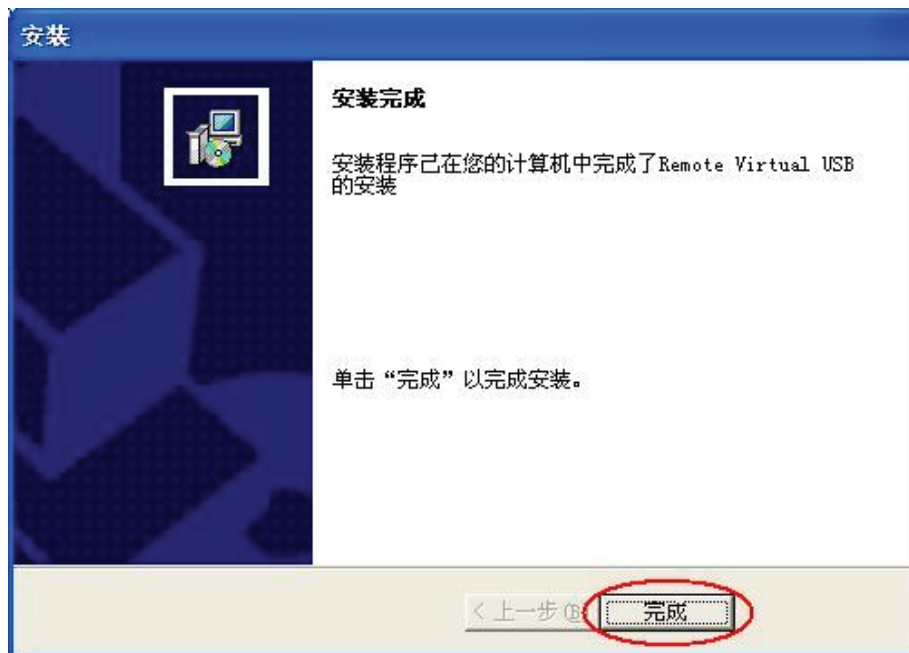 安装
安装完成
安装程序己在您的计算机中完成了Remote Virtual USB
的安装
单击“完成”以完成安装。
< 上一步(B)
完成